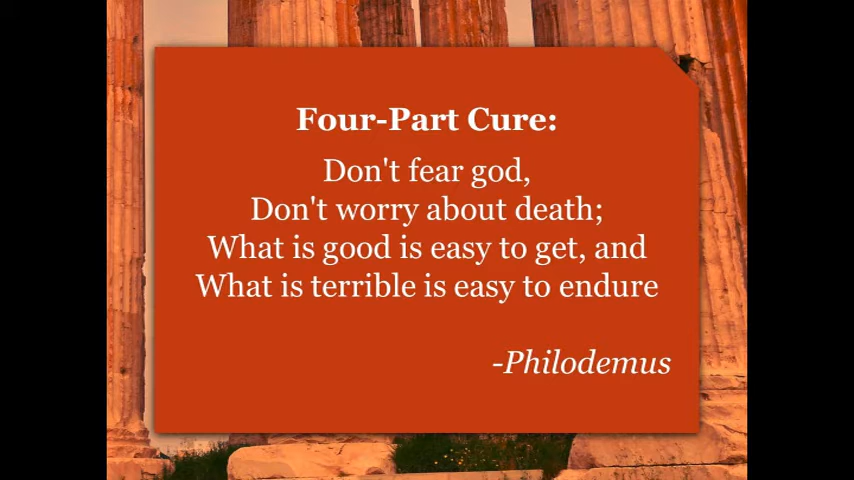 Four-Part Cure:
Don't fear god,
Don't worry about death;
What is good is easy to get, and
What is terrible is easy to endure
-Philodemus